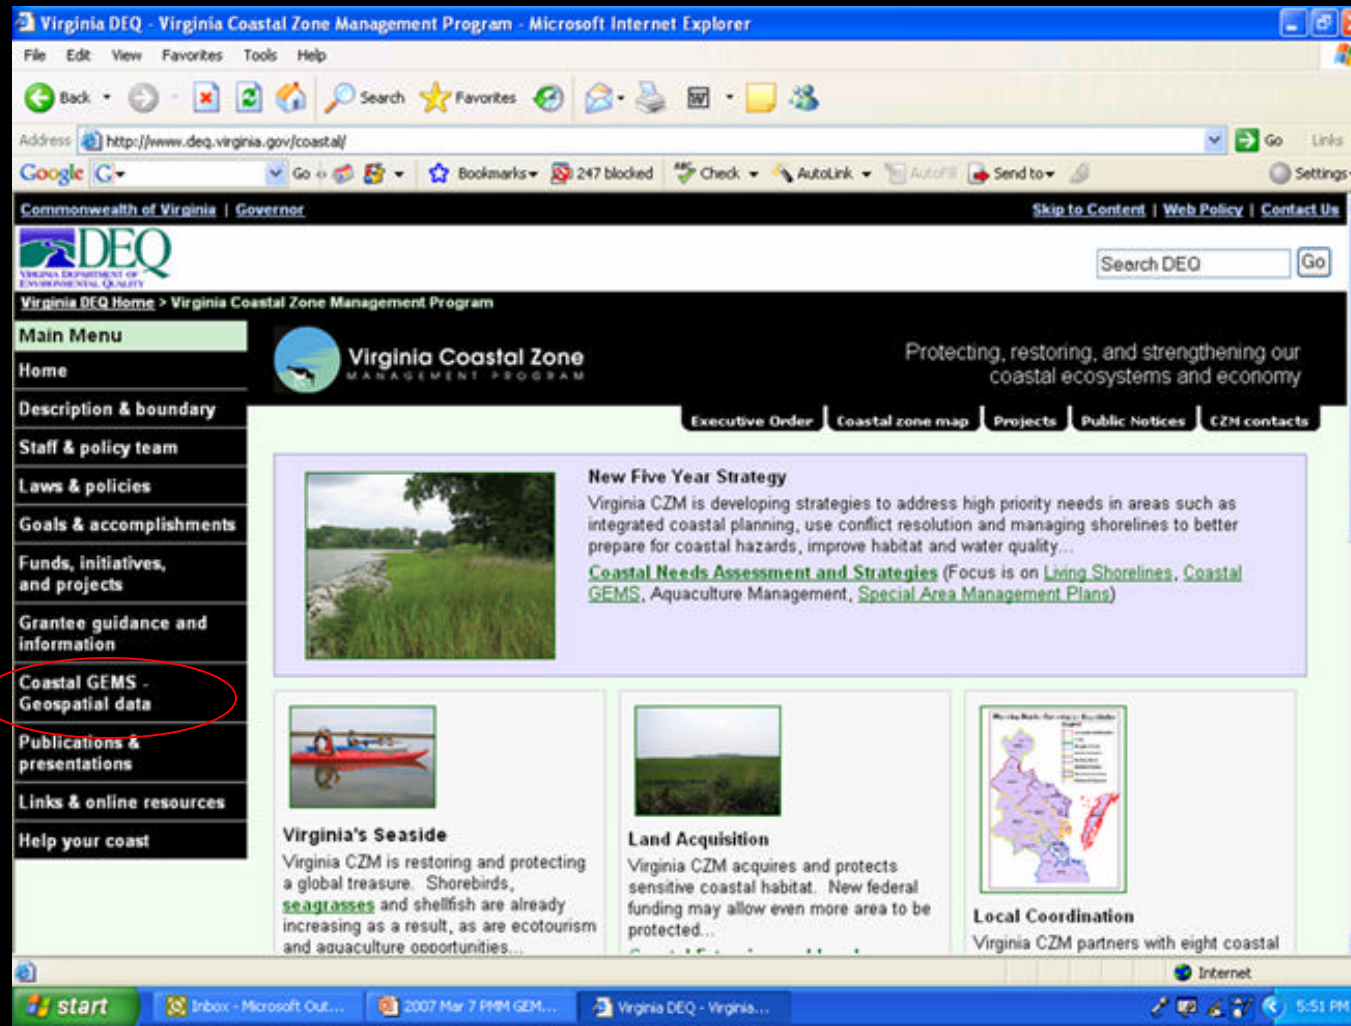 Virginia DEQ - Virginia Coastal Zone Management Program - Microsoft Internet Explorer
File Edit View Favorites Tools Help
Back Search Favorites
Address http://www.deq.virginia.gov/coastal/ Go Links
Google G Go Bookmarks 247 blocked Check AutoLink AutoFill Send to Settings
Commonwealth of Virginia | Governor Skip to Content | Web Policy | Contact Us
DEQ
VIRGINIA DEPARTMENT OF
ENVIRONMENTAL QUALITY
Search DEQ Go
Virginia DEQ Home > Virginia Coastal Zone Management Program
Main Menu
Home
Description & boundary
Staff & policy team
Laws & policies
Goals & accomplishments
Funds, initiatives,
and projects
Grantee guidance and
information
Coastal GEMS -
Geospatial data
Publications &
presentations
Links & online resources
Help your coast
Virginia Coastal Zone
MANAGEMENT PROGRAM
Protecting, restoring, and strengthening our
coastal ecosystems and economy
Executive Order Coastal zone map Projects Public Notices CZM contacts
New Five Year Strategy
Virginia CZM is developing strategies to address high priority needs in areas such as
integrated coastal planning, use conflict resolution and managing shorelines to better
prepare for coastal hazards, improve habitat and water quality...
Coastal Needs Assessment and Strategies (Focus is on Living Shorelines, Coastal
GEMS, Aquaculture Management, Special Area Management Plans)
Virginia's Seaside
Virginia CZM is restoring and protecting
a global treasure. Shorebirds,
seagrasses and shellfish are already
increasing as a result, as are ecotourism
and aquaculture opportunities...
Land Acquisition
Virginia CZM acquires and protects
sensitive coastal habitat. New federal
funding may allow even more area to be
protected...
Local Coordination
Virginia CZM partners with eight coastal
Internet
start Inbox - Microsoft Out... 2007 Mar 7 PMM GEM... Virginia DEQ - Virginia... 5:51 PM